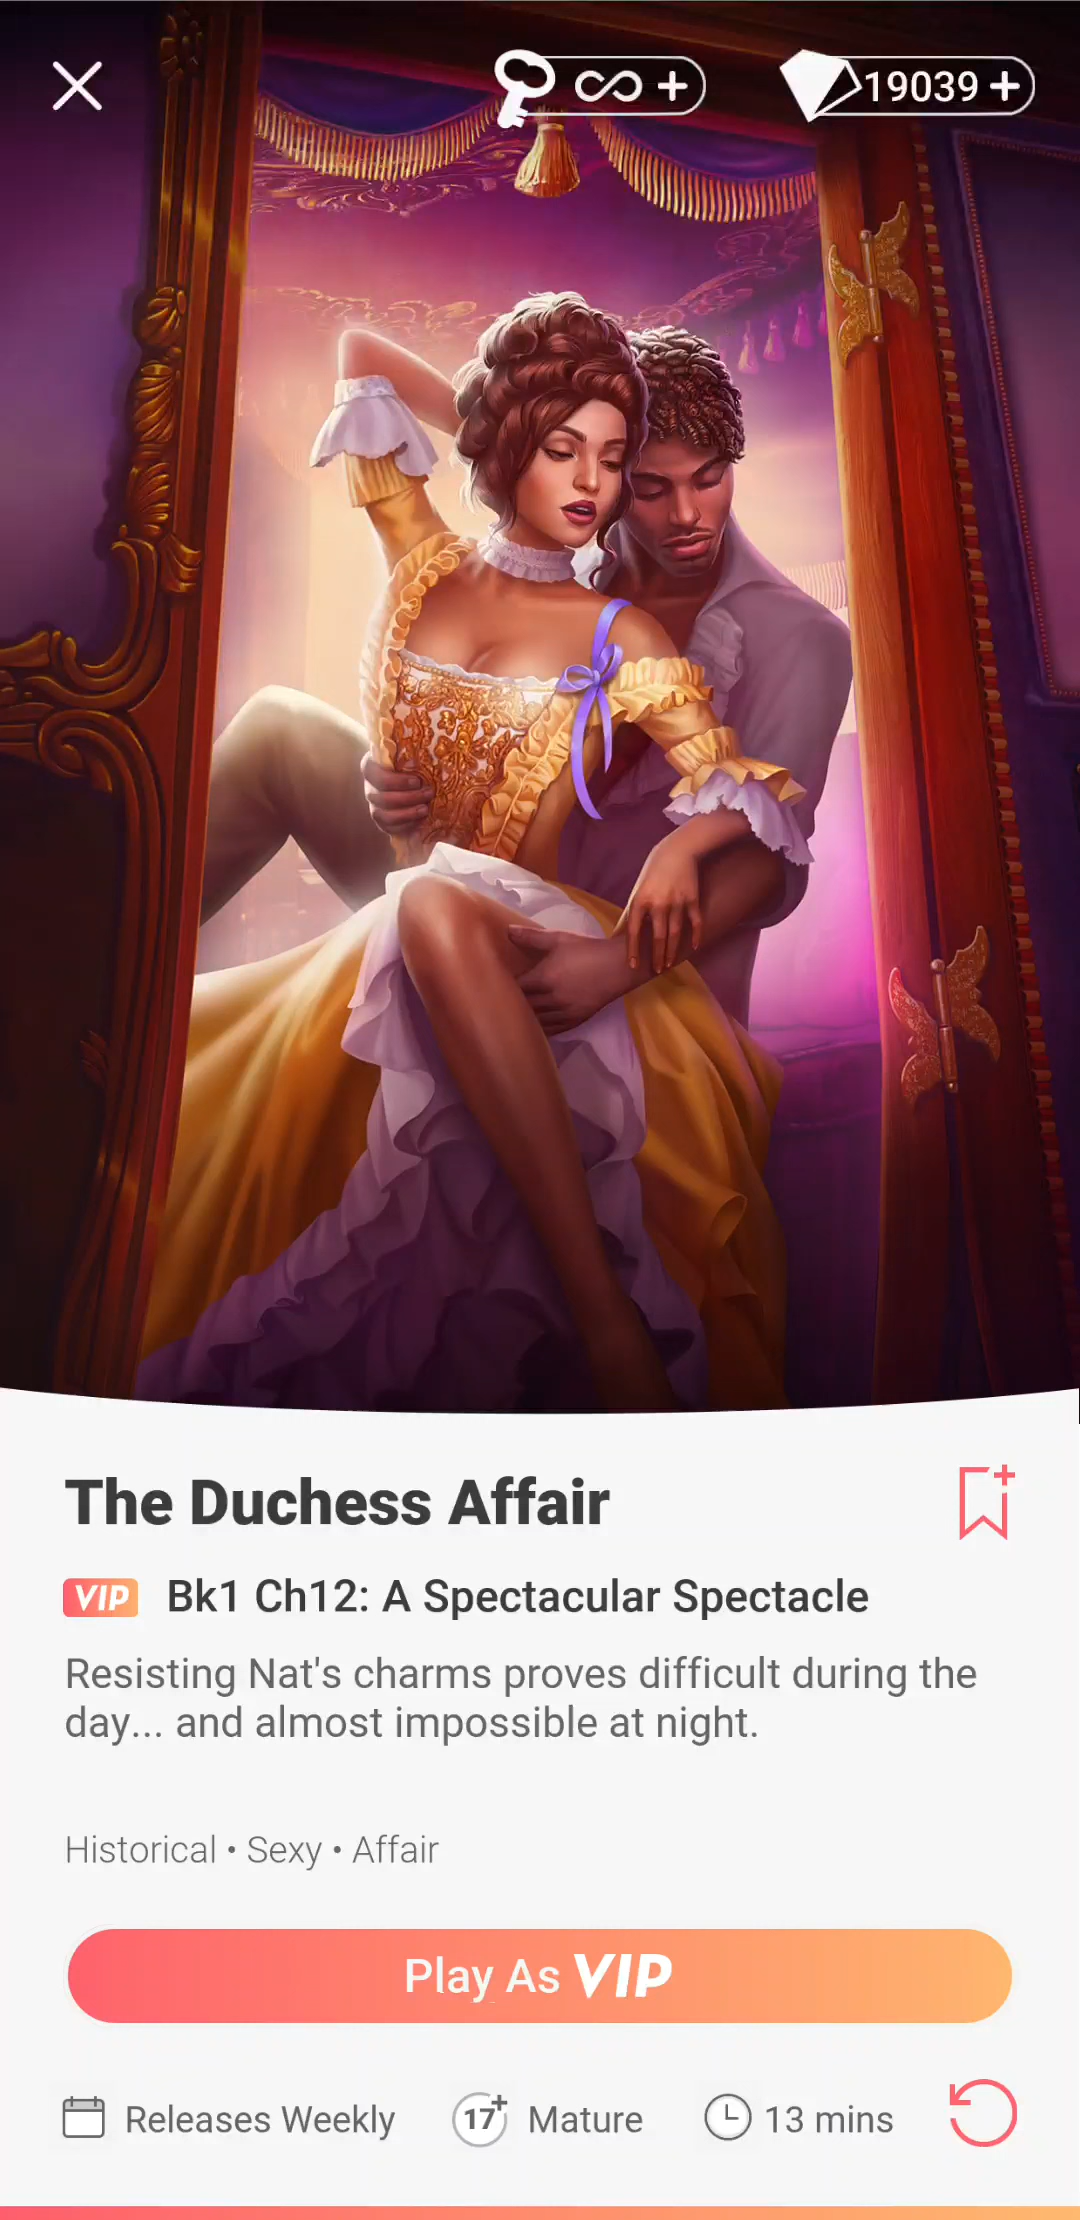 ∞ +
19039 +
The Duchess Affair
VIP Bk1 Ch12: A Spectacular Spectacle
Resisting Nat's charms proves difficult during the
day... and almost impossible at night.
Historical • Sexy • Affair
Play As VIP
Releases Weekly 17+ Mature 13 mins